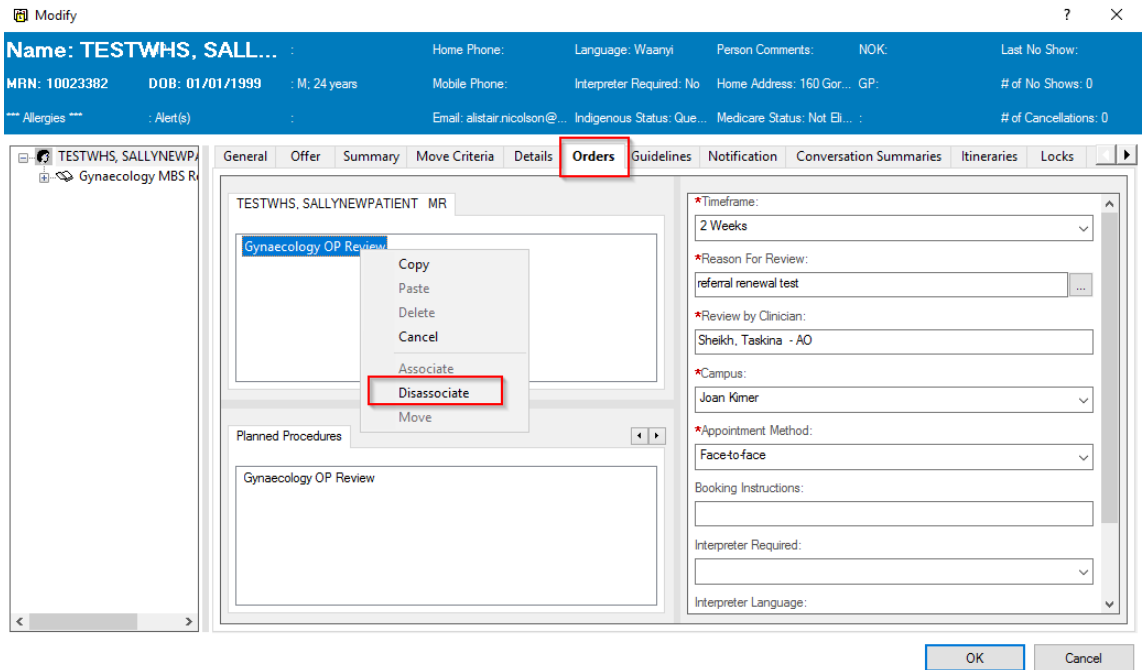 Modify
Name: TESTWHS, SALL... : Home Phone: Language: Waanyi Person Comments: NOK: Last No Show:
MRN: 10023382 DOB: 01/01/1999 : M; 24 years Mobile Phone: Interpreter Required: No Home Address: 160 Gor... GP: # of No Shows: 0
*** Allergies *** : Alert(s) : Email: alistair.nicolson@... Indigenous Status: Que... Medicare Status: Not Eli... : # of Cancellations: 0
TESTWHS, SALLYNEWP
Gynaecology MBS R
General Offer Summary Move Criteria Details Orders Guidelines Notification Conversation Summaries Itineraries Locks
TESTWHS, SALLYNEWPATIENT MR
Gynaecology OP Review
Copy
Paste
Delete
Cancel
Associate
Disassociate
Move
Planned Procedures
Gynaecology OP Review
*Timeframe:
2 Weeks
*Reason For Review:
referral renewal test
...
*Review by Clinician:
Sheikh, Taskina - AO
*Campus:
Joan Kirner
*Appointment Method:
Face-to-face
Booking Instructions:
Interpreter Required:
Interpreter Language:
OK Cancel